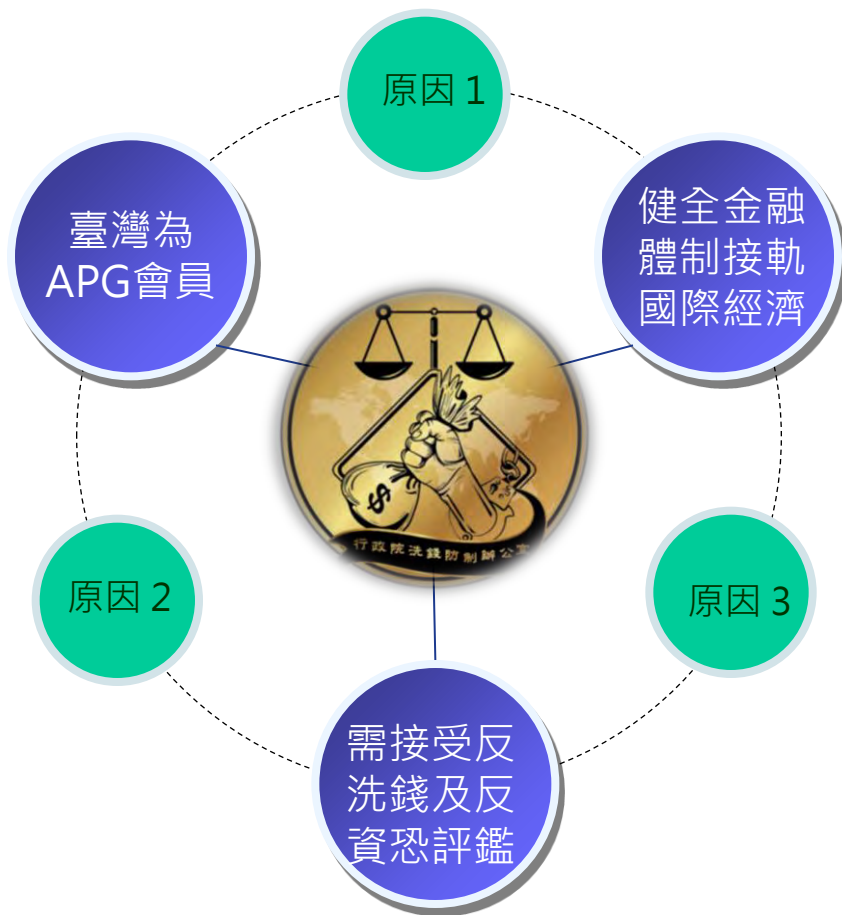 原因 1
臺灣為
APG會員
健全金融
體制接軌
國際經濟
$
行政院洗錢防制辦公室
原因 2
原因 3
需接受反
洗錢及反
資恐評鑑